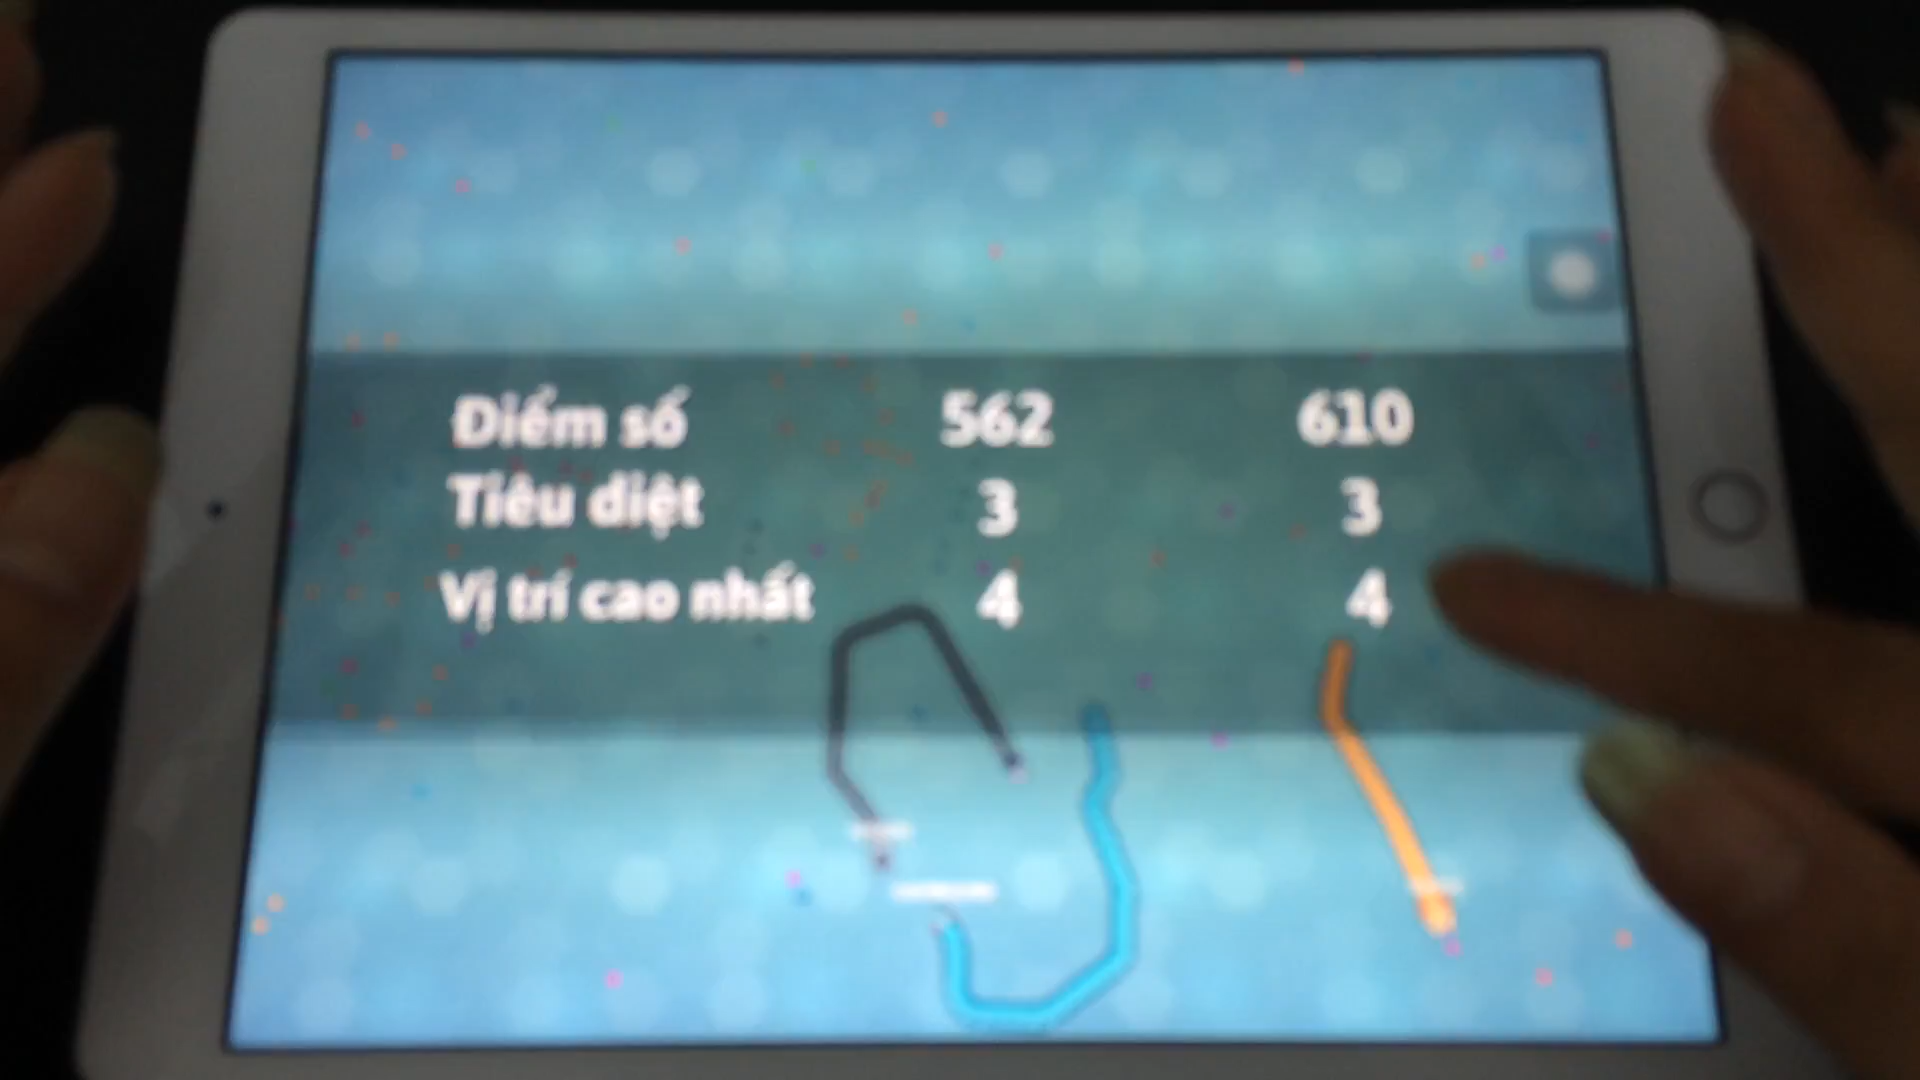 Điểm số 562 610
Tiêu diệt 3 3
Vị trí cao nhất 4 4